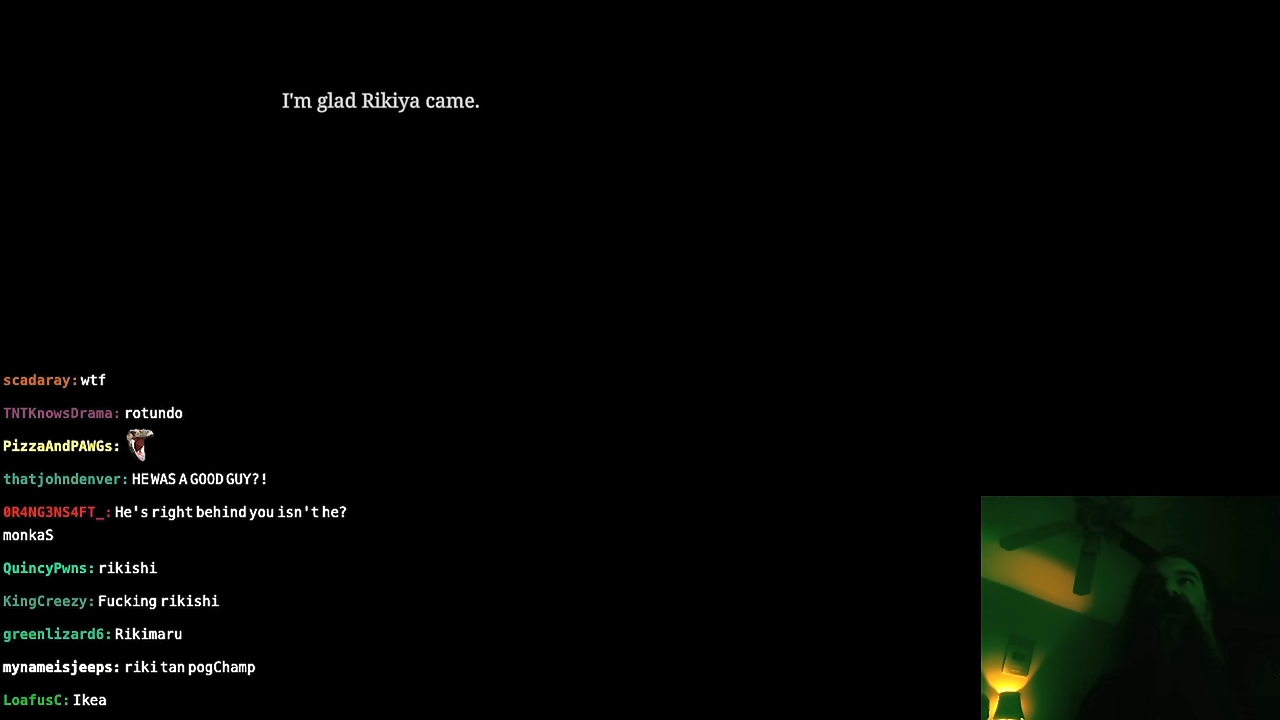 I'm glad Rikiya came.
scadaray: wtf
TNTKnowsDrama: rotundo
PizzaAndPAWGs:
thatjohndenver: HE WAS A GOOD GUY?!
0R4NG3NS4FT_: He's right behind you isn't he?
monkaS
QuincyPwns: rikishi
KingCreezy: Fucking rikishi
greenlizard6: Rikimaru
mynameisjeeps: riki tan pogChamp
LoafusC: Ikea